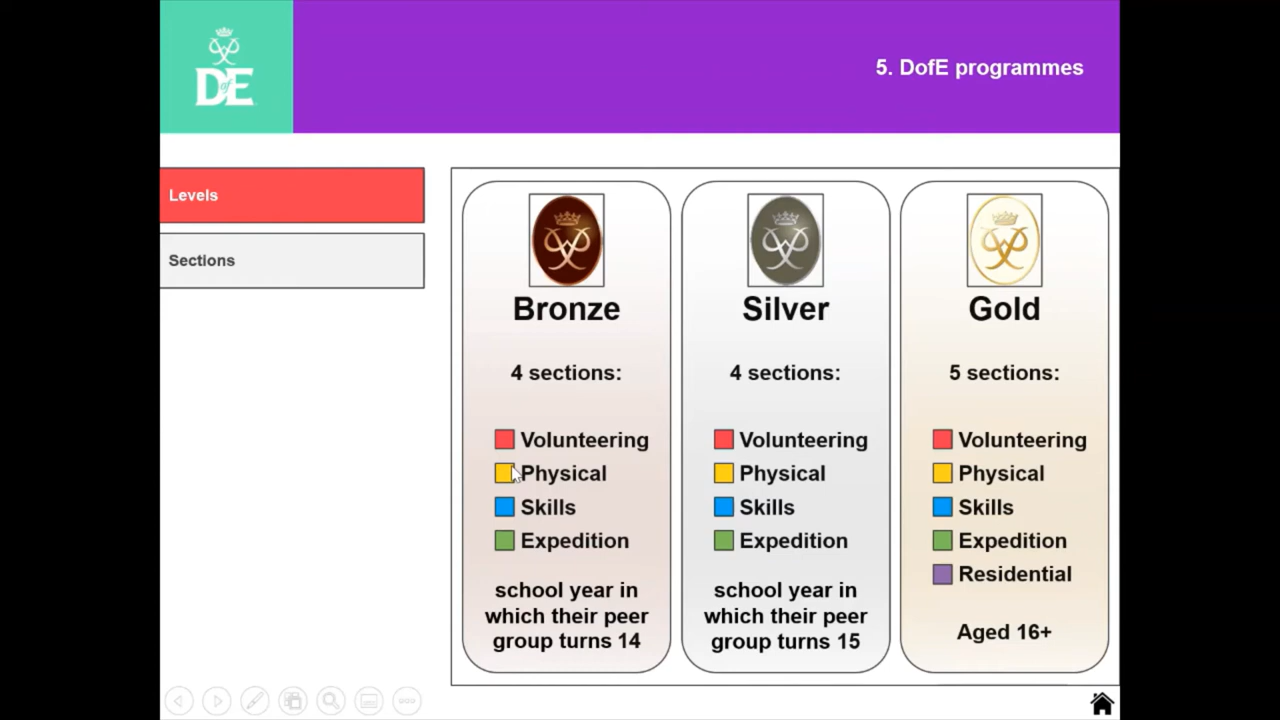 DofE
5. DofE programmes
Levels
Sections
Bronze
4 sections:
Volunteering
Physical
Skills
Expedition
school year in
which their peer
group turns 14
Silver
4 sections:
Volunteering
Physical
Skills
Expedition
school year in
which their peer
group turns 15
Gold
5 sections:
Volunteering
Physical
Skills
Expedition
Residential
Aged 16+